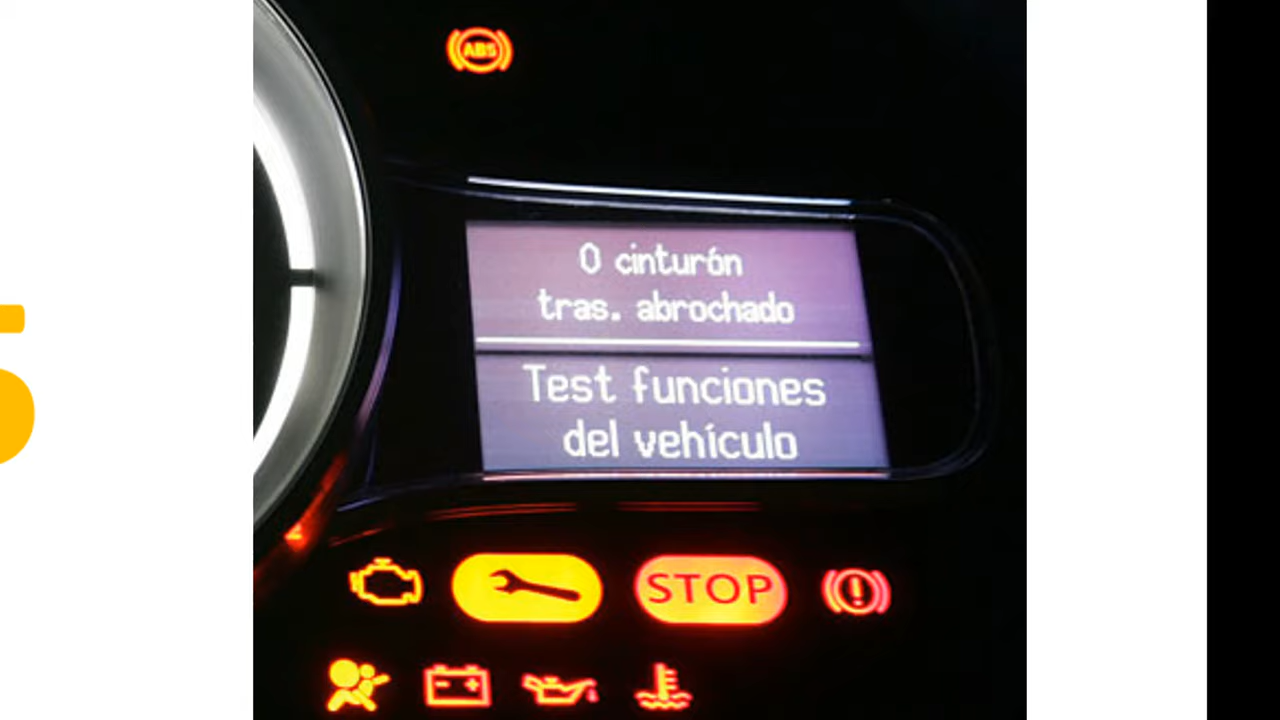 ABS
0 cinturón
tras. abrochado
Test funciones
del vehículo
STOP